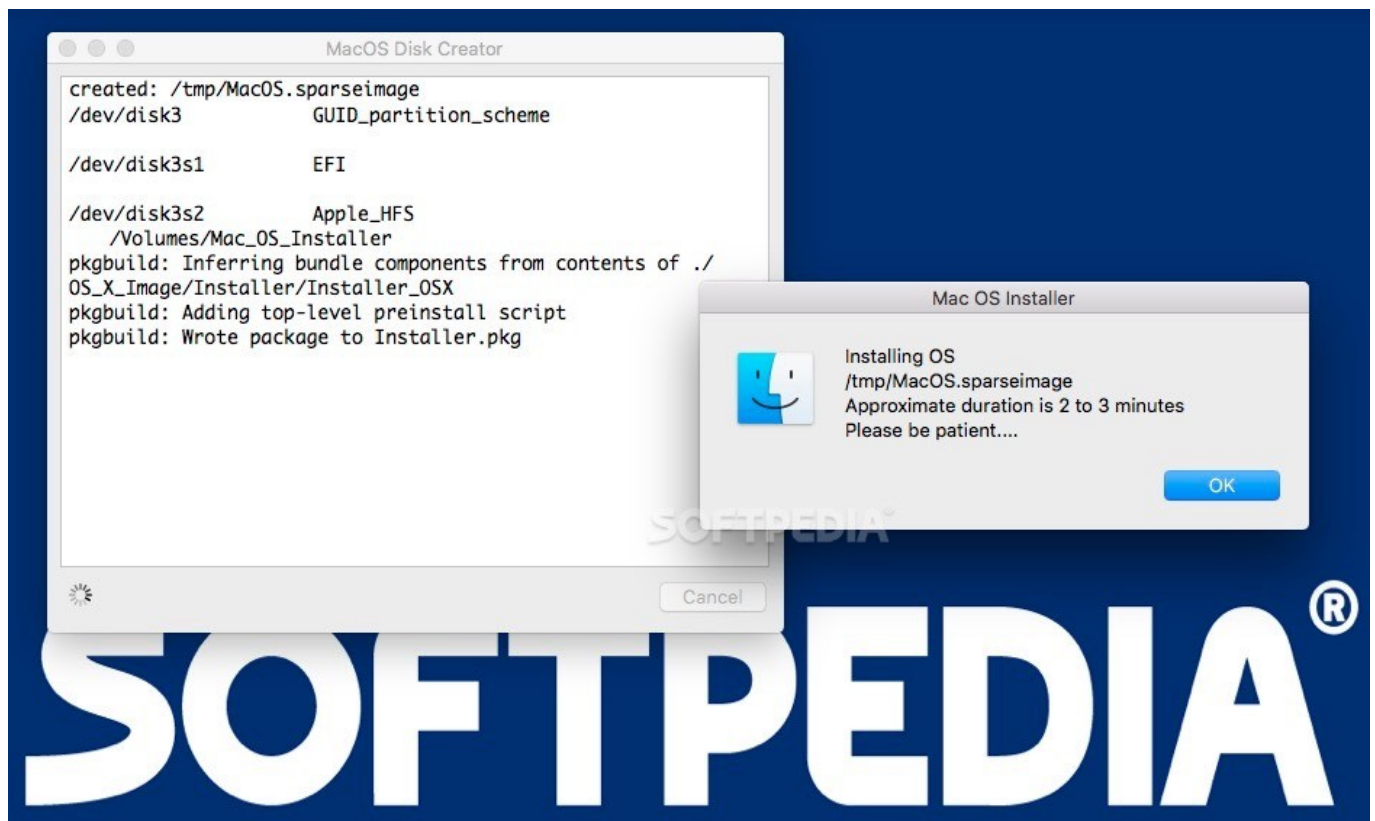 MacOS Disk Creator
created: /tmp/MacOS.sparseimage
/dev/disk3 GUID_partition_scheme
/dev/disk3s1 EFI
/dev/disk3s2 Apple_HFS
/Volumes/Mac_OS_Installer
pkgbuild: Inferring bundle components from contents of ./
OS_X_Image/Installer/Installer_OSX
pkgbuild: Adding top-level preinstall script
pkgbuild: Wrote package to Installer.pkg
Cancel
Mac OS Installer
Installing OS
/tmp/MacOS.sparseimage
Approximate duration is 2 to 3 minutes
Please be patient....
OK
SOFTPEDIA®
SOFTPEDIA®